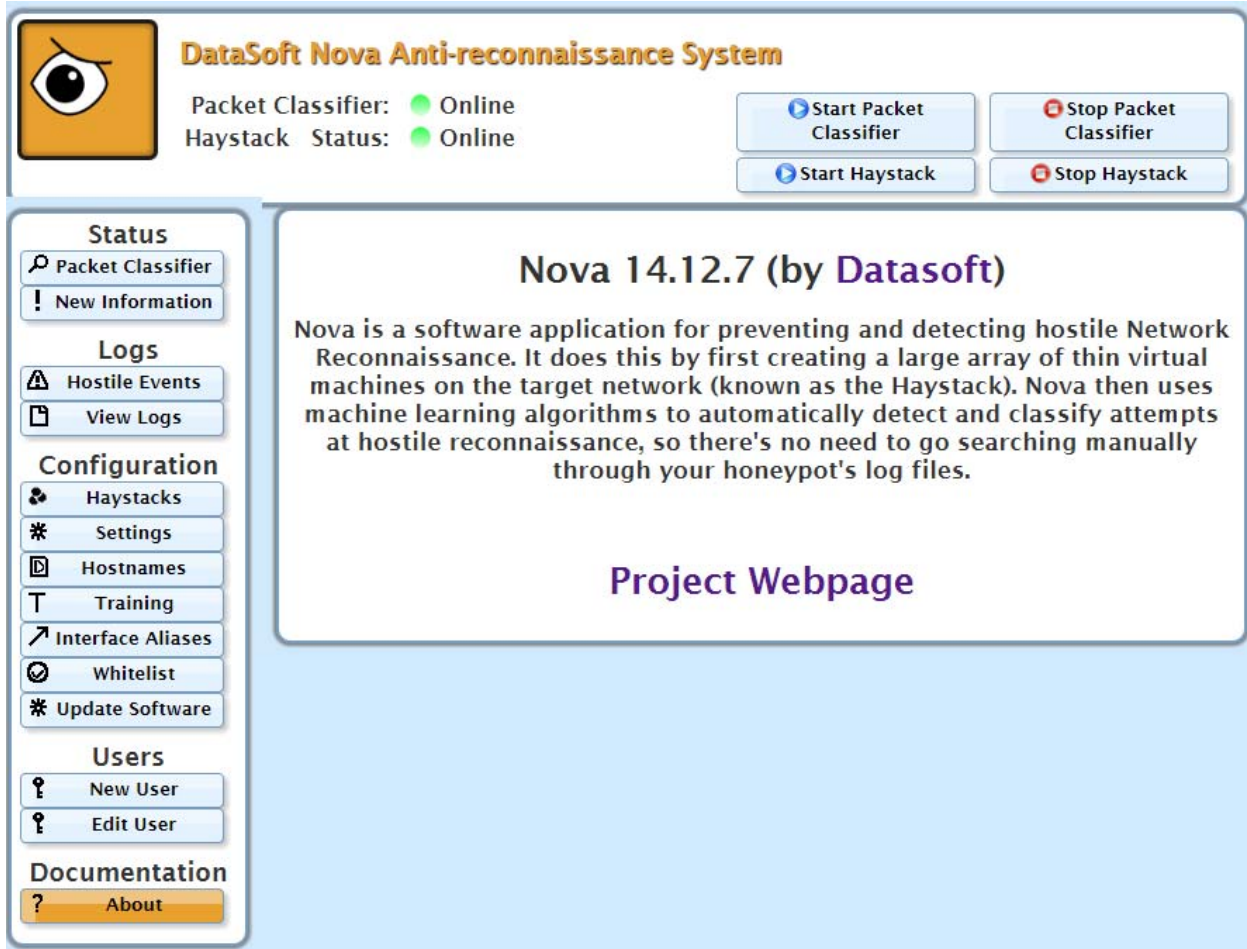 DataSoft Nova Anti-reconnaissance System
Packet Classifier: Online
Haystack Status: Online
Start Packet
Classifier
Stop Packet
Classifier
Start Haystack
Stop Haystack
Status
Packet Classifier
! New Information
Logs
Hostile Events
View Logs
Configuration
Haystacks
Settings
Hostnames
T Training
Interface Aliases
Whitelist
Update Software
Users
New User
Edit User
Documentation
? About
Nova 14.12.7 (by Datasoft)
Nova is a software application for preventing and detecting hostile Network
Reconnaissance. It does this by first creating a large array of thin virtual
machines on the target network (known as the Haystack). Nova then uses
machine learning algorithms to automatically detect and classify attempts
at hostile reconnaissance, so there's no need to go searching manually
through your honeypot's log files.
Project Webpage